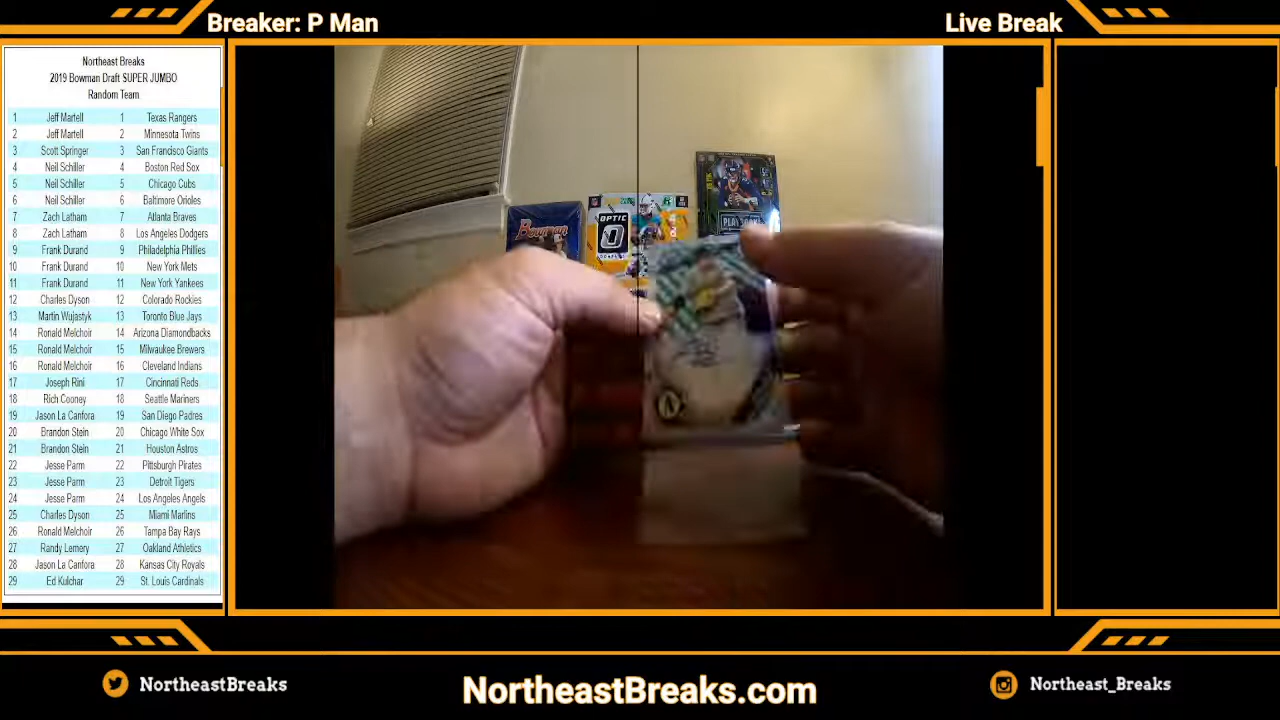 Breaker: P Man
Live Break
Northeast Breaks
2019 Bowman Draft SUPER JUMBO
Random Team
1 Jeff Martell 1 Texas Rangers
2 Jeff Martell 2 Minnesota Twins
3 Scott Springer 3 San Francisco Giants
4 Neil Schiller 4 Boston Red Sox
5 Neil Schiller 5 Chicago Cubs
6 Neil Schiller 6 Baltimore Orioles
7 Zach Latham 7 Atlanta Braves
8 Zach Latham 8 Los Angeles Dodgers
9 Frank Durand 9 Philadelphia Phillies
10 Frank Durand 10 New York Mets
11 Frank Durand 11 New York Yankees
12 Charles Dyson 12 Colorado Rockies
13 Martin Wujastyk 13 Toronto Blue Jays
14 Ronald Melchoir 14 Arizona Diamondbacks
15 Ronald Melchoir 15 Milwaukee Brewers
16 Ronald Melchoir 16 Cleveland Indians
17 Joseph Rini 17 Cincinnati Reds
18 Rich Cooney 18 Seattle Mariners
19 Jason La Canfora 19 San Diego Padres
20 Brandon Stein 20 Chicago White Sox
21 Brandon Stein 21 Houston Astros
22 Jesse Parm 22 Pittsburgh Pirates
23 Jesse Parm 23 Detroit Tigers
24 Jesse Parm 24 Los Angeles Angels
25 Charles Dyson 25 Miami Marlins
26 Ronald Melchoir 26 Tampa Bay Rays
27 Randy Lemery 27 Oakland Athletics
28 Jason La Canfora 28 Kansas City Royals
29 Ed Kulchar 29 St. Louis Cardinals
Bowman
OPTIC
PLAYBOOK
NortheastBreaks
NortheastBreaks.com
Northeast_Breaks